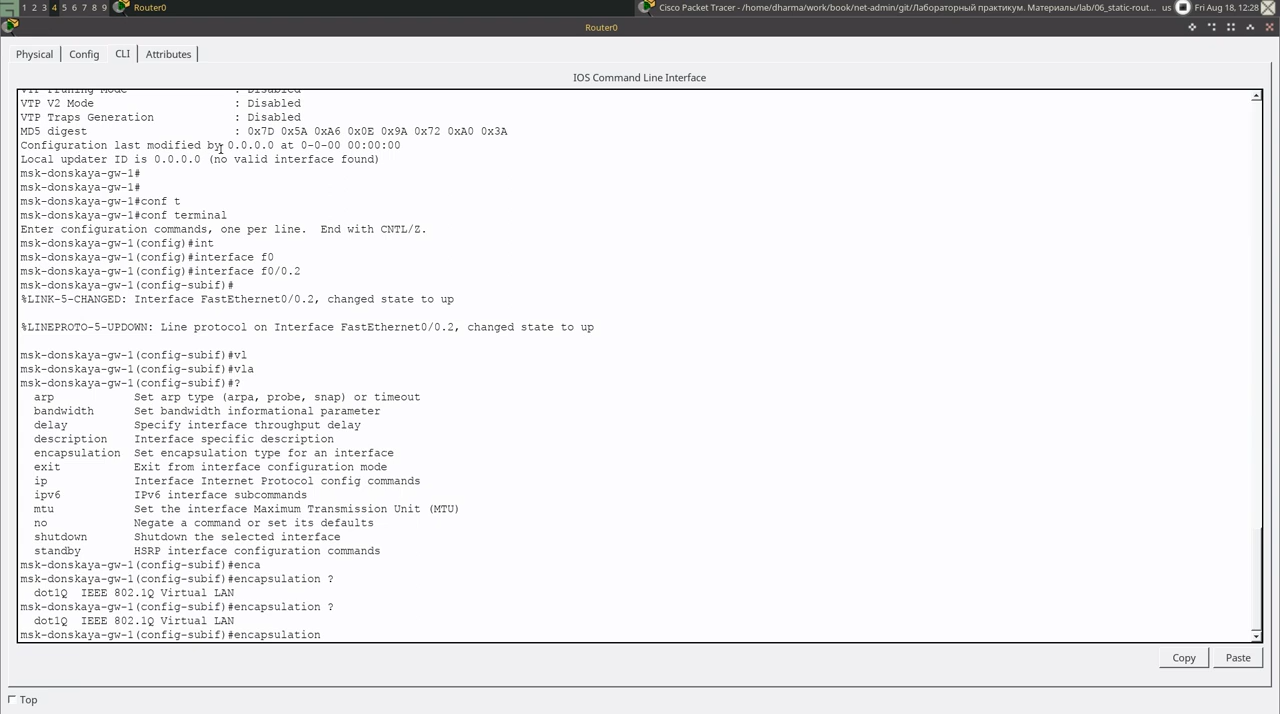 1 2 3 4 5 6 7 8 9 Router0 Cisco Packet Tracer - /home/dharma/work/book/net-admin/git/Лабораторный практикум. Материалы/lab/06_static-rout... us Fri Aug 18, 12:28
Router0
Physical Config CLI Attributes
IOS Command Line Interface
VTP Pruning Mode : Disabled
VTP V2 Mode : Disabled
VTP Traps Generation : Disabled
MD5 digest : 0x7D 0x5A 0xA6 0x0E 0x9A 0x72 0xA0 0x3A
Configuration last modified by 0.0.0.0 at 0-0-00 00:00:00
Local updater ID is 0.0.0.0 (no valid interface found)
msk-donskaya-gw-1#
msk-donskaya-gw-1#
msk-donskaya-gw-1#conf t
msk-donskaya-gw-1#conf terminal
Enter configuration commands, one per line.  End with CNTL/Z.
msk-donskaya-gw-1(config)#int
msk-donskaya-gw-1(config)#interface f0
msk-donskaya-gw-1(config)#interface f0/0.2
msk-donskaya-gw-1(config-subif)#
%LINK-5-CHANGED: Interface FastEthernet0/0.2, changed state to up
%LINEPROTO-5-UPDOWN: Line protocol on Interface FastEthernet0/0.2, changed state to up
msk-donskaya-gw-1(config-subif)#vl
msk-donskaya-gw-1(config-subif)#vla
msk-donskaya-gw-1(config-subif)#?
arp Set arp type (arpa, probe, snap) or timeout
bandwidth Set bandwidth informational parameter
delay Specify interface throughput delay
description Interface specific description
encapsulation Set encapsulation type for an interface
exit Exit from interface configuration mode
ip Interface Internet Protocol config commands
ipv6 IPv6 interface subcommands
mtu Set the interface Maximum Transmission Unit (MTU)
no Negate a command or set its defaults
shutdown Shutdown the selected interface
standby HSRP interface configuration commands
msk-donskaya-gw-1(config-subif)#enca
msk-donskaya-gw-1(config-subif)#encapsulation ?
dot1Q IEEE 802.1Q Virtual LAN
msk-donskaya-gw-1(config-subif)#encapsulation ?
dot1Q IEEE 802.1Q Virtual LAN
msk-donskaya-gw-1(config-subif)#encapsulation
Copy Paste
Top